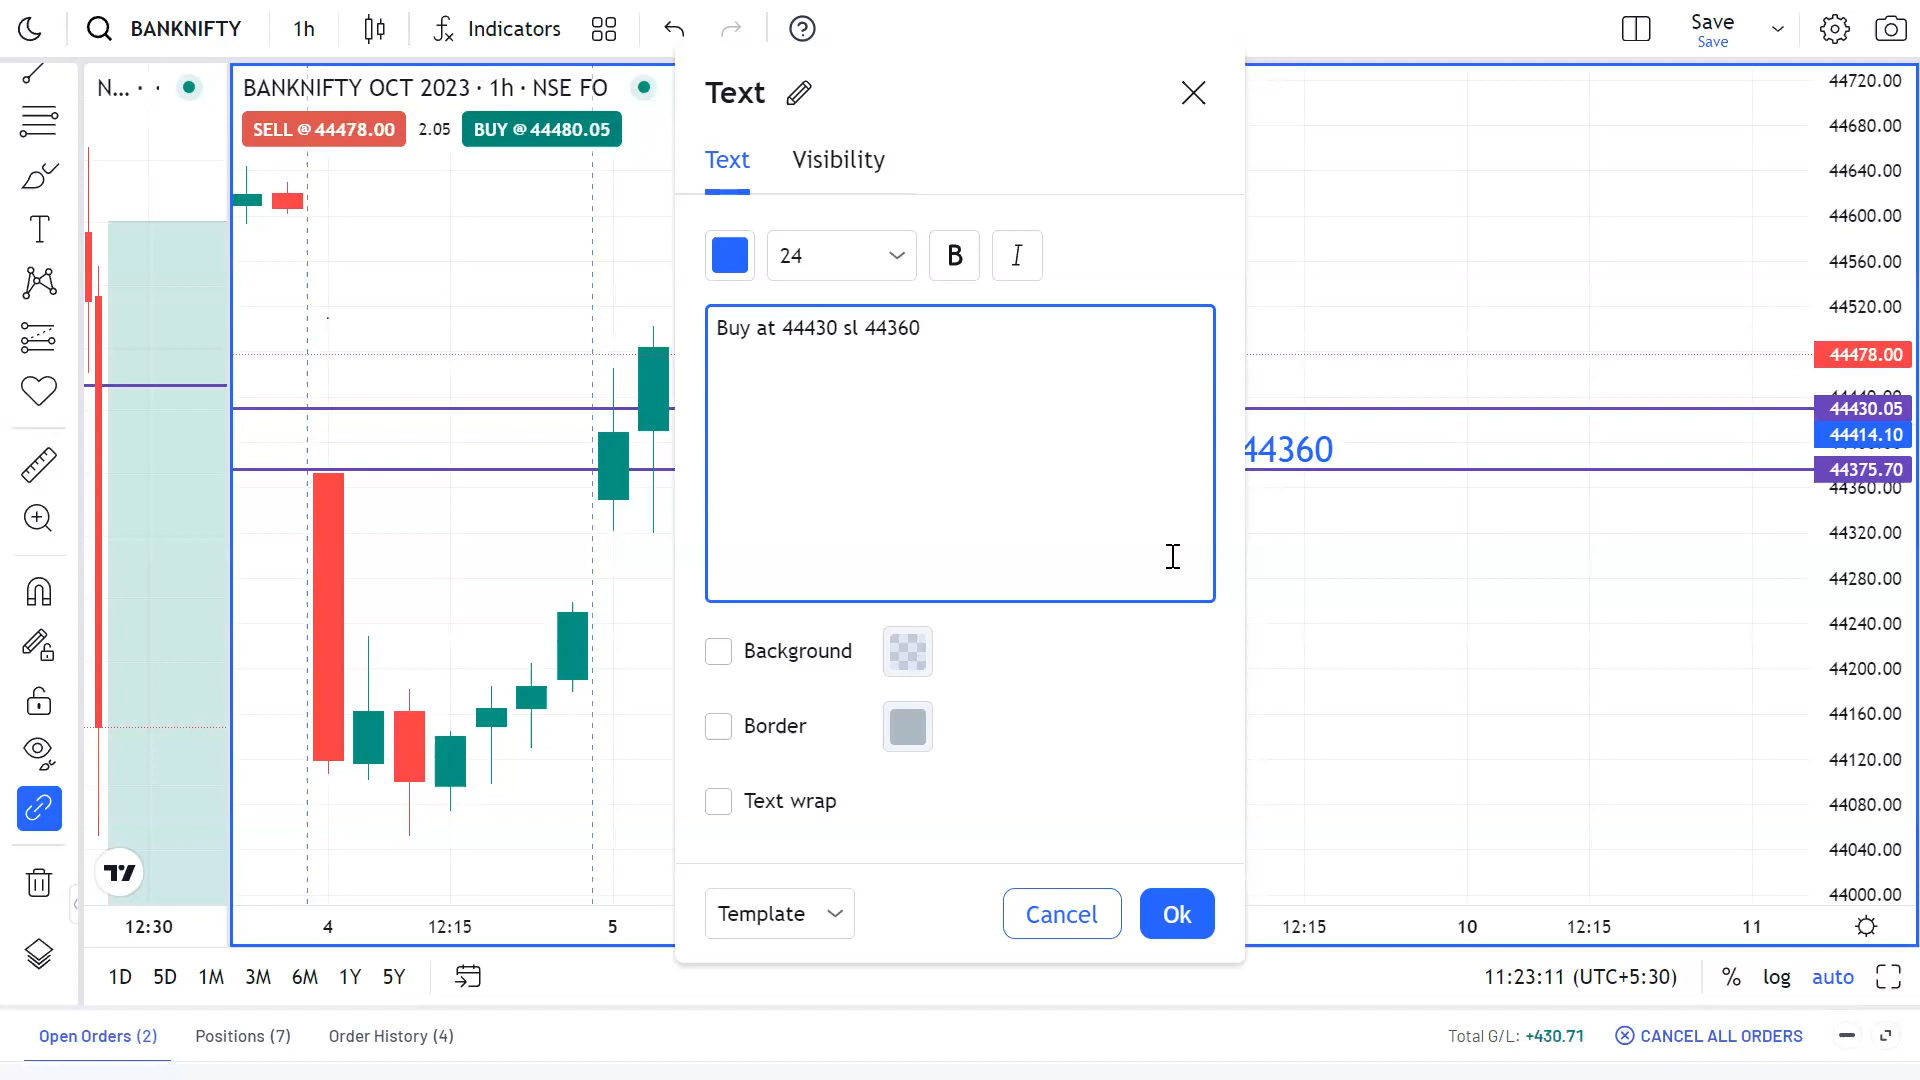 BANKNIFTY
1h
Indicators
Save
Save
N... · ·
BANKNIFTY OCT 2023 · 1h · NSE FO
SELL @ 44478.00
2.05
BUY @ 44480.05
Text
Text
Visibility
24
B
I
Buy at 44430 sl 44360
Background
Border
Text wrap
Template
Cancel
Ok
44360
44720.00
44680.00
44640.00
44600.00
44560.00
44520.00
44478.00
44430.05
44414.10
44375.70
44360.00
44320.00
44280.00
44240.00
44200.00
44160.00
44120.00
44080.00
44040.00
44000.00
12:30
4
12:15
5
12:15
10
12:15
11
1D
5D
1M
3M
6M
1Y
5Y
11:23:11 (UTC+5:30)
%
log
auto
Open Orders (2)
Positions (7)
Order History (4)
Total G/L: +430.71
CANCEL ALL ORDERS